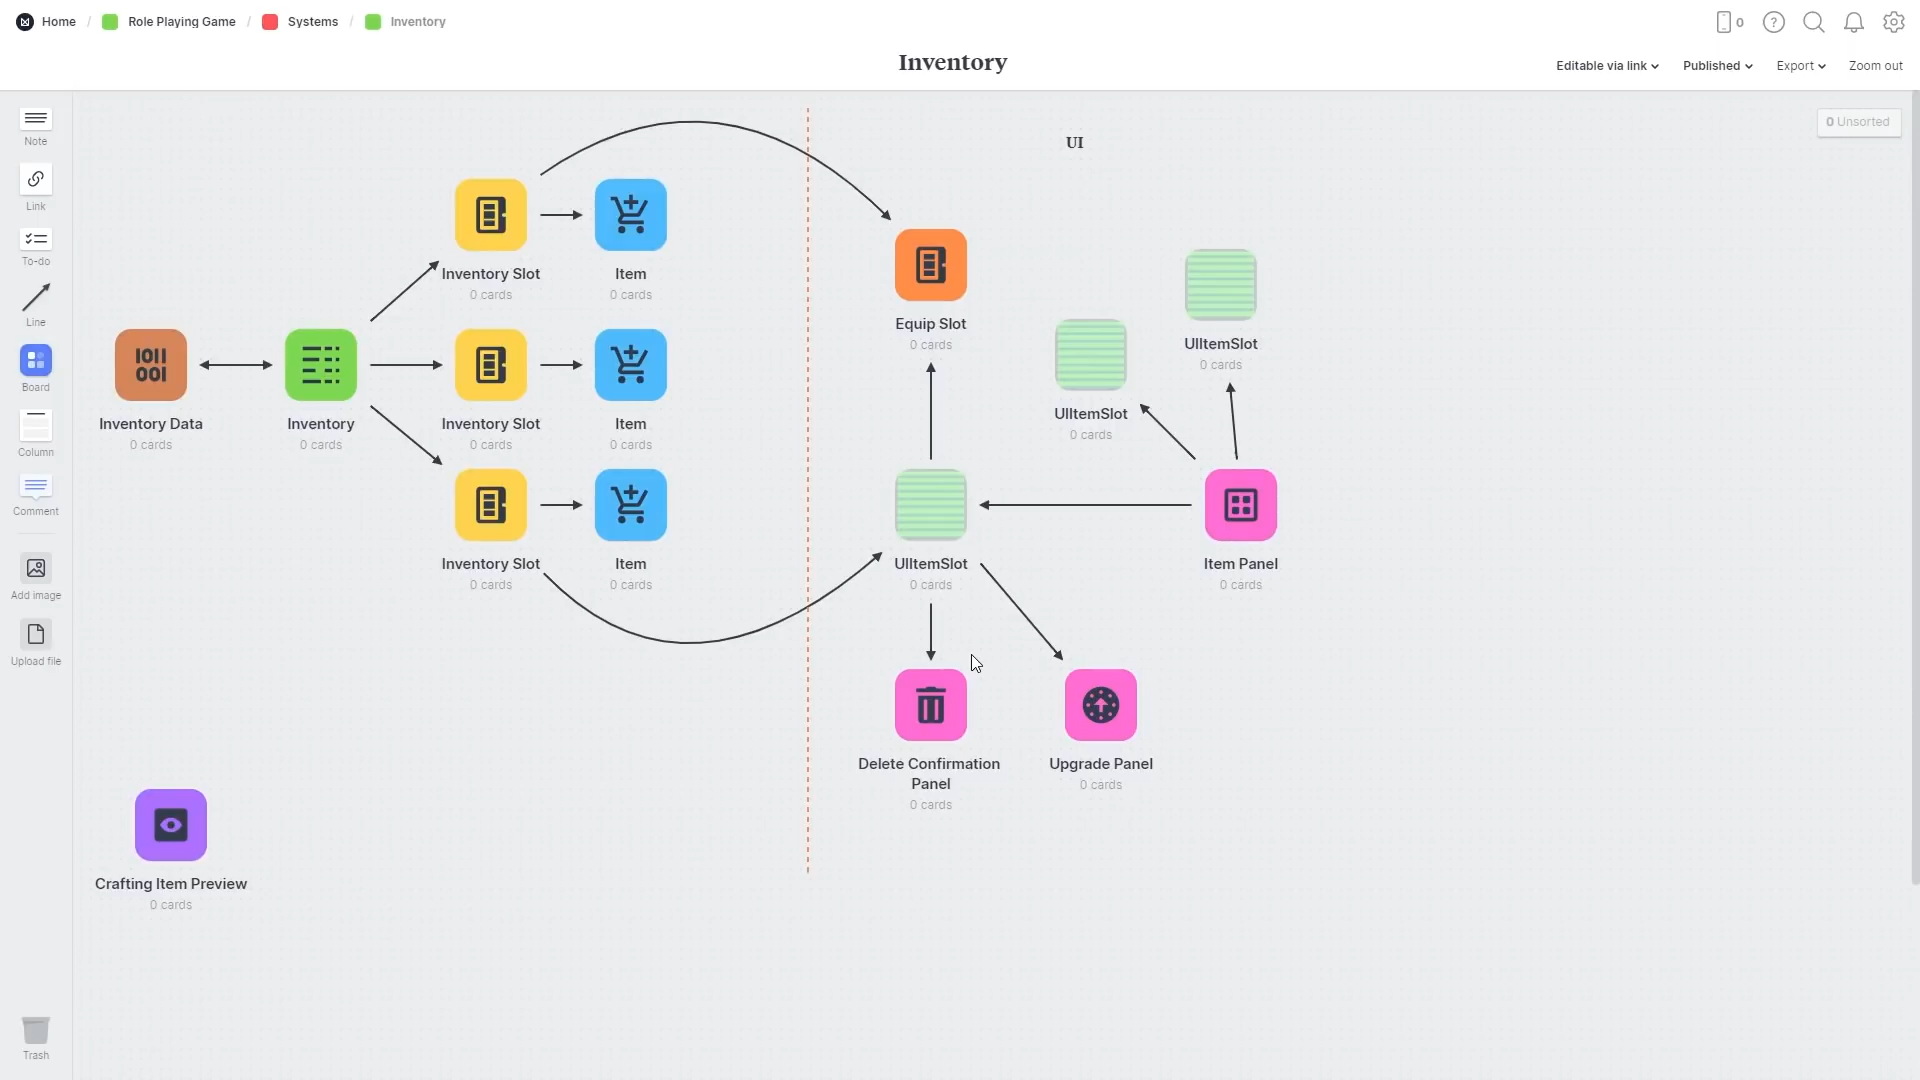 Home / Role Playing Game / Systems / Inventory
0
Inventory
Editable via link
Published
Export
Zoom out
Note
Link
To-do
Line
Board
Column
Comment
Add image
Upload file
Trash
0 Unsorted
UI
Inventory Slot
0 cards
Item
0 cards
Equip Slot
0 cards
UIItemSlot
0 cards
UIItemSlot
0 cards
1011
001
Inventory Data
0 cards
Inventory
0 cards
Inventory Slot
0 cards
Item
0 cards
Inventory Slot
0 cards
Item
0 cards
UIItemSlot
0 cards
Item Panel
0 cards
Delete Confirmation
Panel
0 cards
Upgrade Panel
0 cards
Crafting Item Preview
0 cards